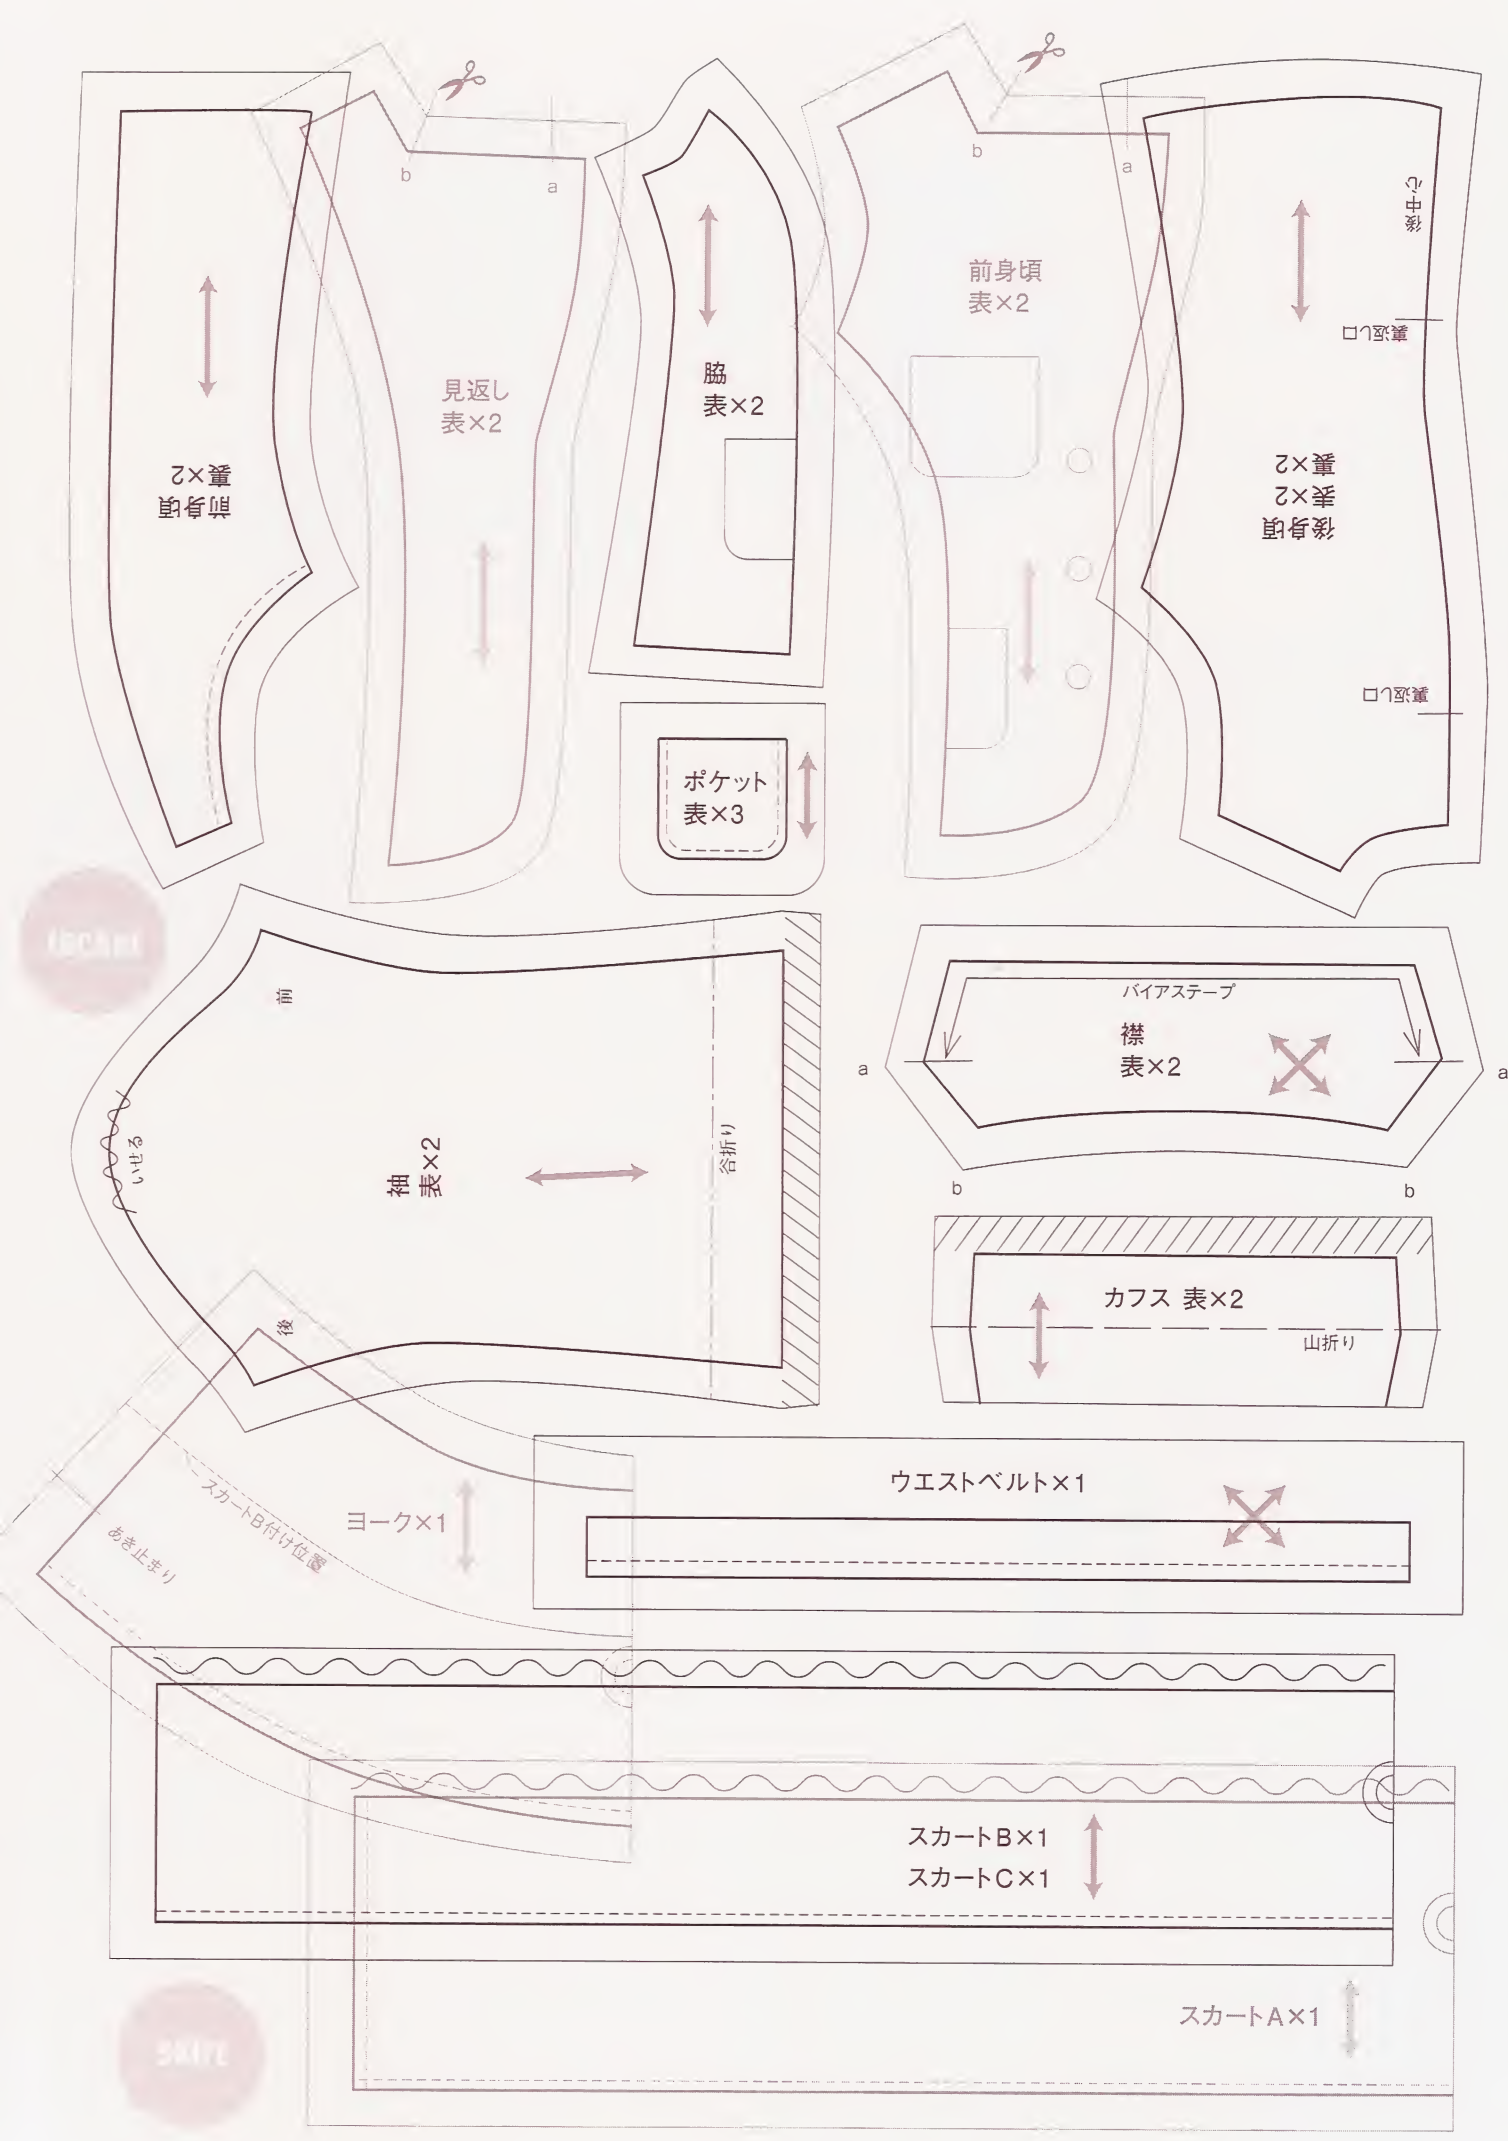 b
a
見返し
表×2
前身頃
裏×2
脇
表×2
b
a
前身頃
表×2
後中心
裏返し口
後身頃
表×2
裏×2
裏返し口
ポケット
表×3
前
いせる
袖
表×2
谷折り
後
バイアステープ
襟
表×2
a
a
b
b
カフス 表×2
山折り
ウエストベルト×1
ヨーク×1
スカートB付け位置
あき止まり
スカートB×1
スカートC×1
スカートA×1